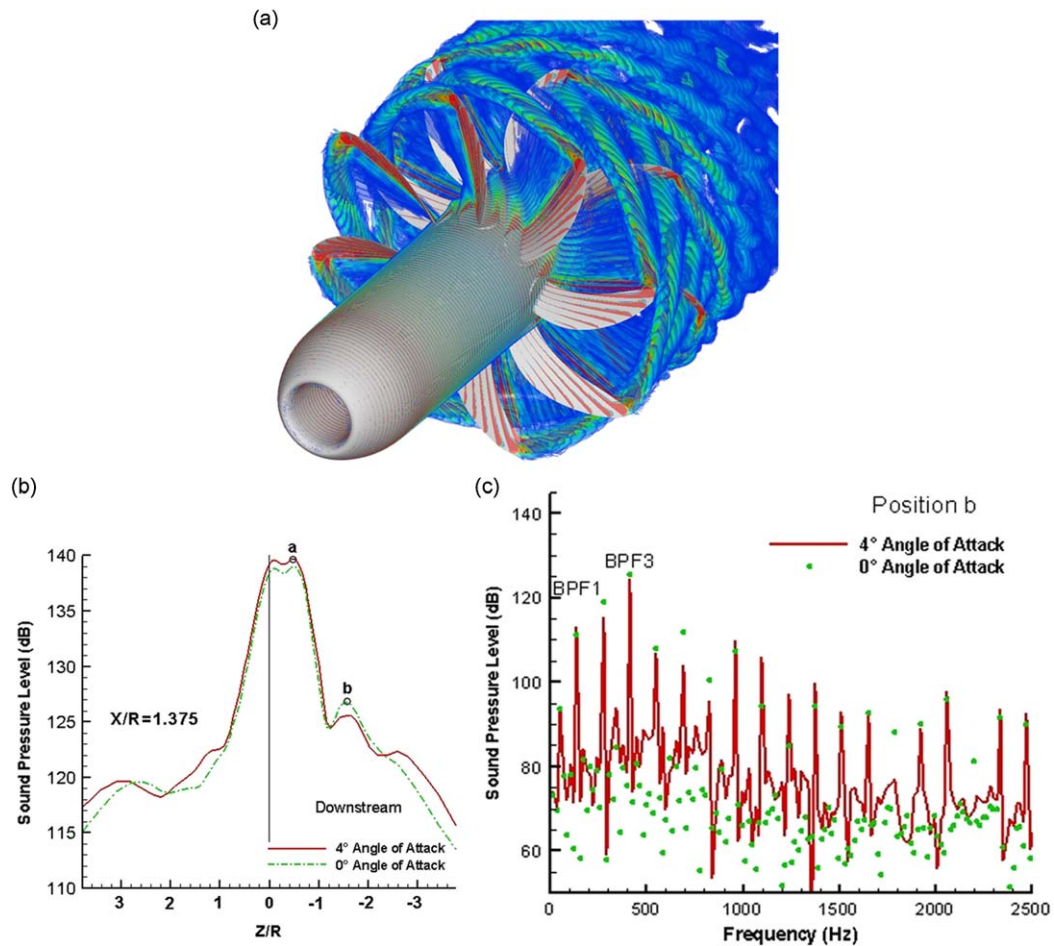 (a)
(b)
140
135
130
125
120
115
110
Sound Pressure Level (dB)
a
b
X/R=1.375
Downstream
4° Angle of Attack
0° Angle of Attack
3
2
1
0
-1
-2
-3
Z/R
(c)
140
120
100
80
60
Sound Pressure Level (dB)
Position b
4° Angle of Attack
0° Angle of Attack
BPF1
BPF3
0
500
1000
1500
2000
2500
Frequency (Hz)